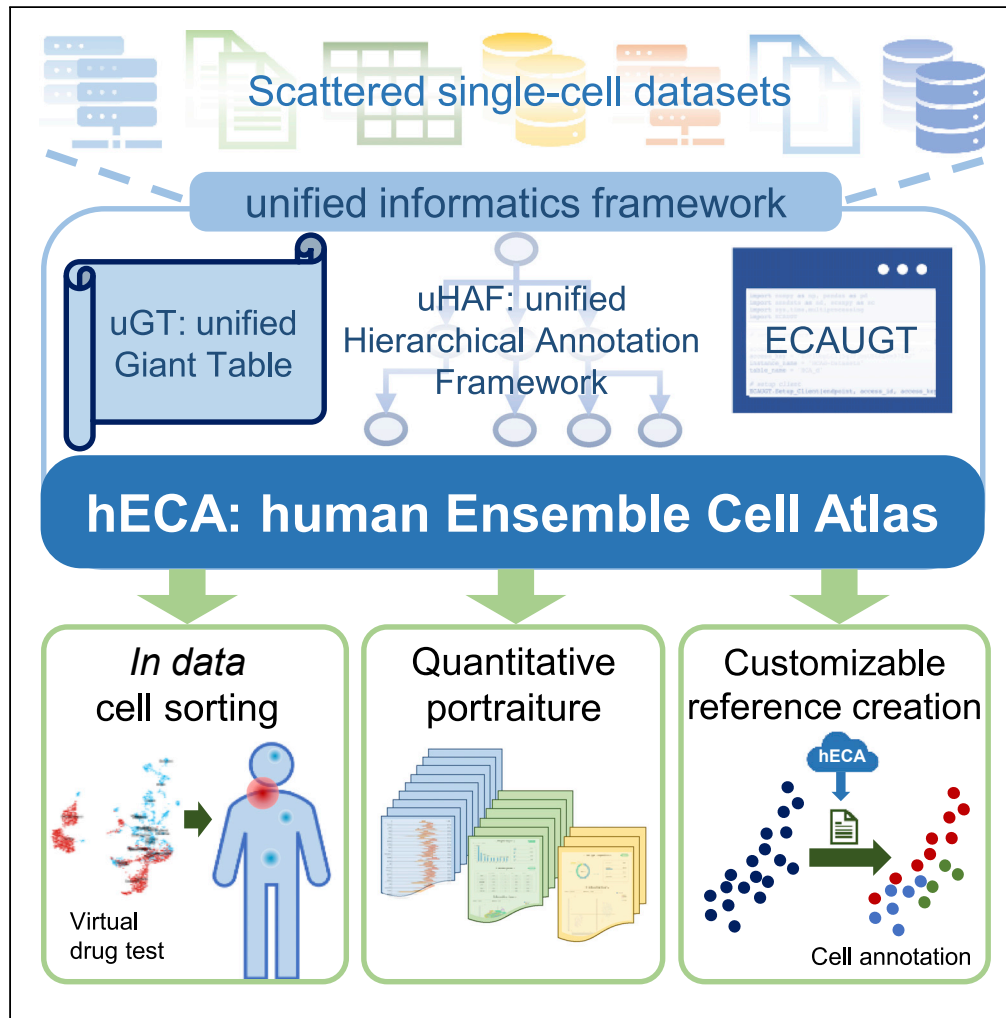 Scattered single-cell datasets
unified informatics framework
uGT: unified
Giant Table
uHAF: unified
Hierarchical Annotation
Framework
ECAUGT
hECA: human Ensemble Cell Atlas
In data
cell sorting
Virtual
drug test
Quantitative
portraiture
Customizable
reference creation
hECA
Cell annotation